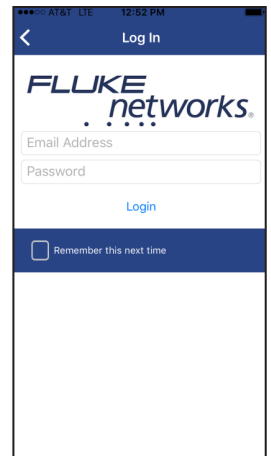 AT&T LTE 12:52 PM
Log In
FLUKE
networks®
Email Address
Password
Login
Remember this next time